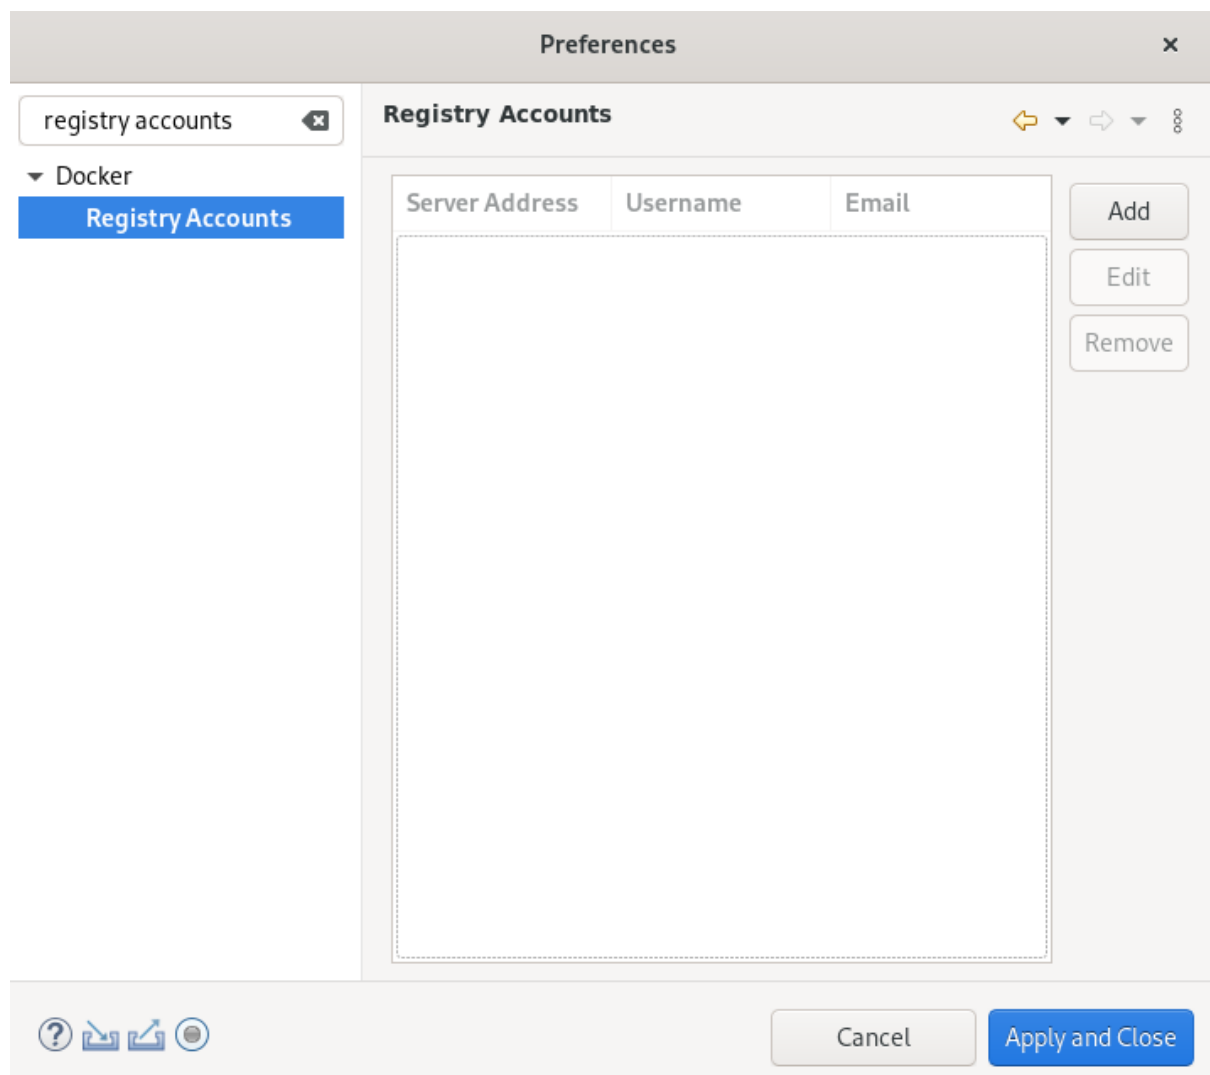 Preferences
registry accounts
Docker
Registry Accounts
Registry Accounts
Server Address Username Email
Add
Edit
Remove
Cancel
Apply and Close